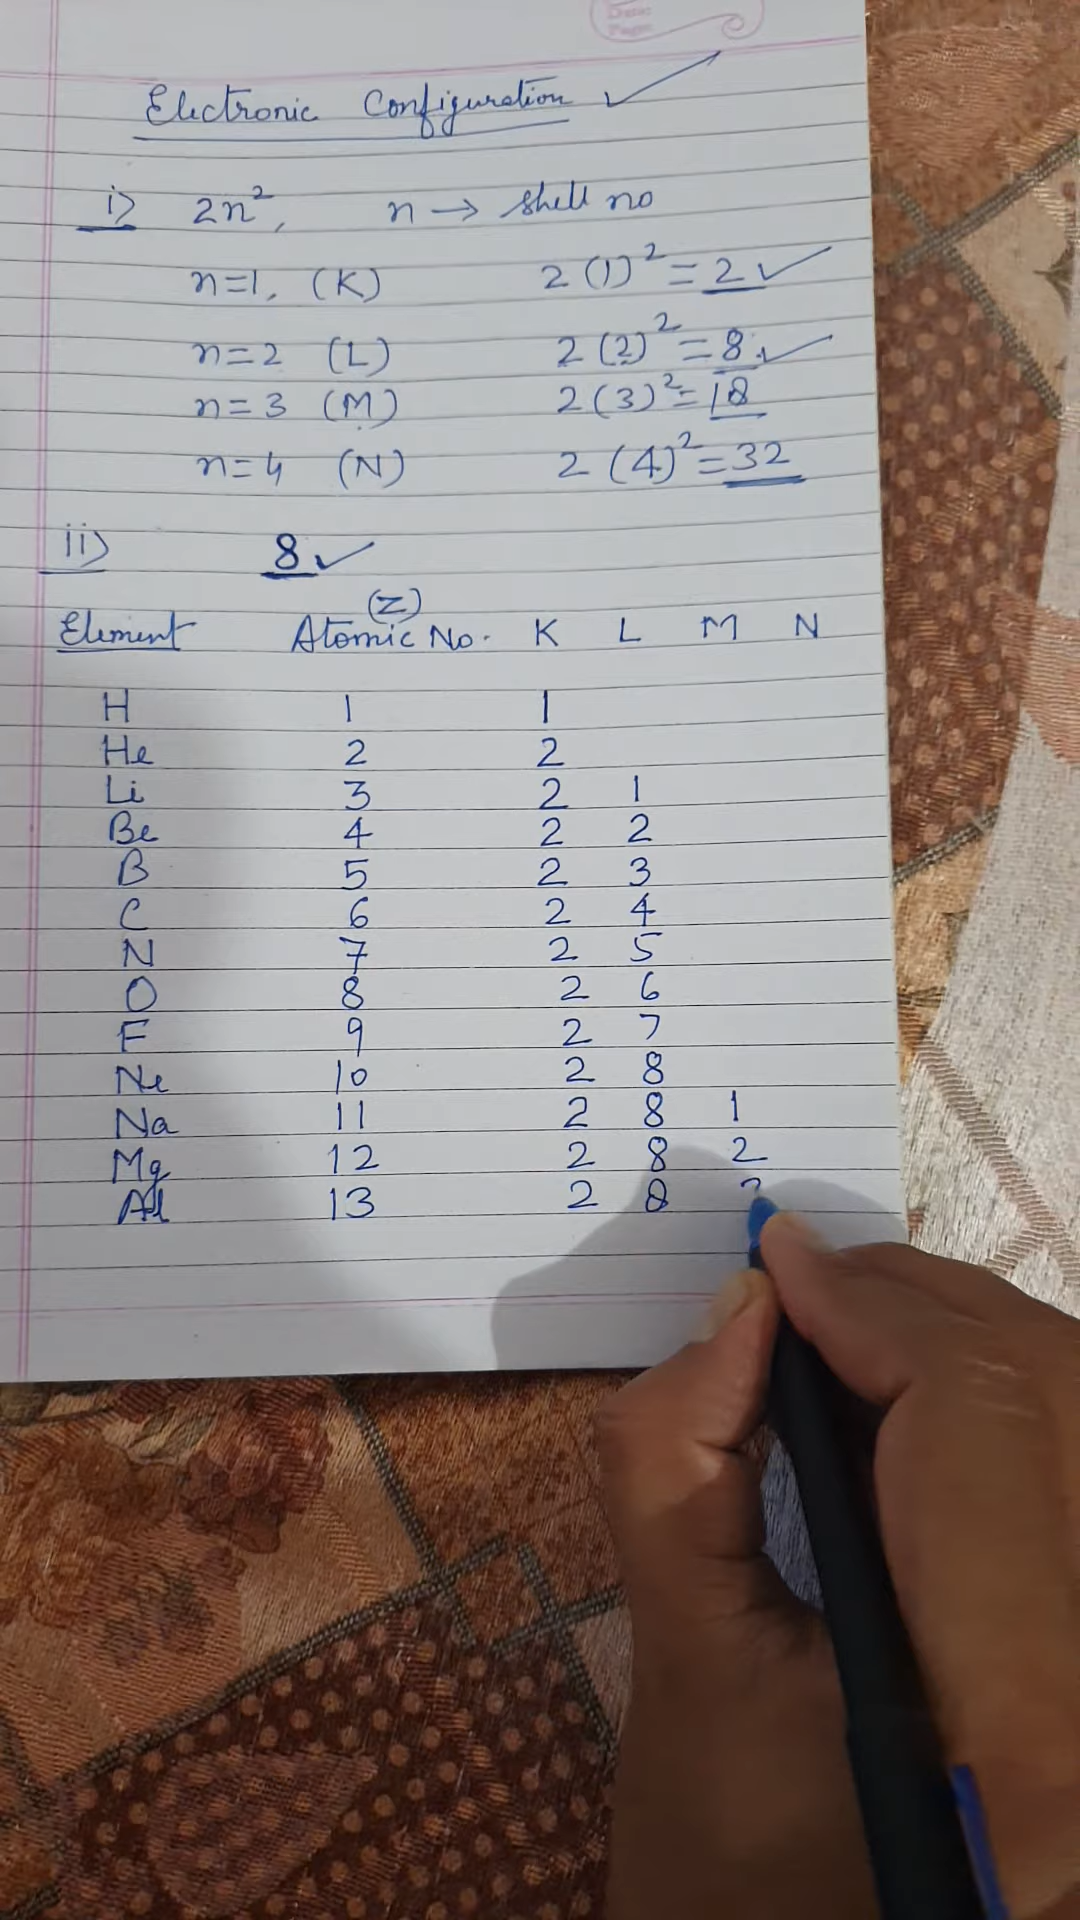 Date
Page
Electronic Configuration ✓
i) 2n², n → shell no
n=1, (K) 2(1)² = 2 ✓
n=2 (L) 2(2)² = 8 ✓
n=3 (M) 2(3)² = 18
n=4 (N) 2(4)² = 32
ii) 8 ✓
(Z)
Element Atomic No. K L M N
H 1 1
He 2 2
Li 3 2 1
Be 4 2 2
B 5 2 3
C 6 2 4
N 7 2 5
O 8 2 6
F 9 2 7
Ne 10 2 8
Na 11 2 8 1
Mg 12 2 8 2
Al 13 2 8